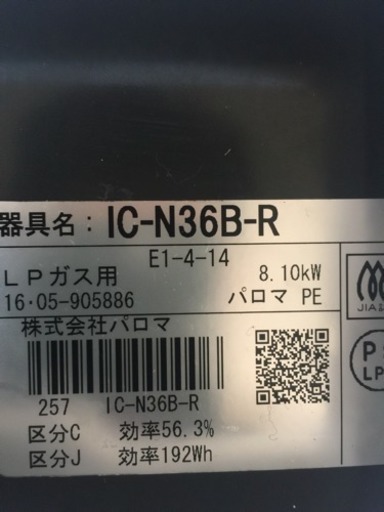 器具名：IC-N36B-R
E1-4-14
LPガス用 8.10kW
16・05-905886 パロマ PE
株式会社パロマ
257 IC-N36B-R
区分C 効率56.3%
区分J 効率192Wh
JIA
P
LP